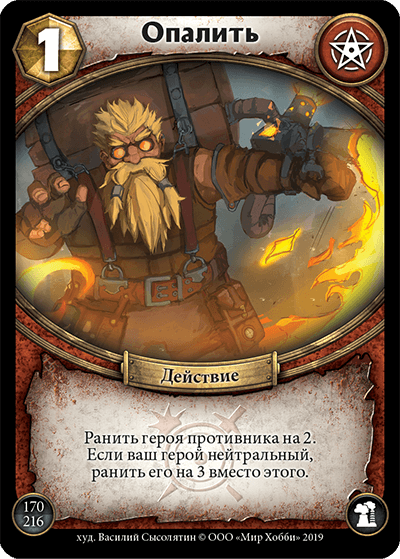 1
Опалить
Действие
Ранить героя противника на 2.
Если ваш герой нейтральный,
ранить его на 3 вместо этого.
170
216
худ. Василий Сысолятин © ООО «Мир Хобби» 2019